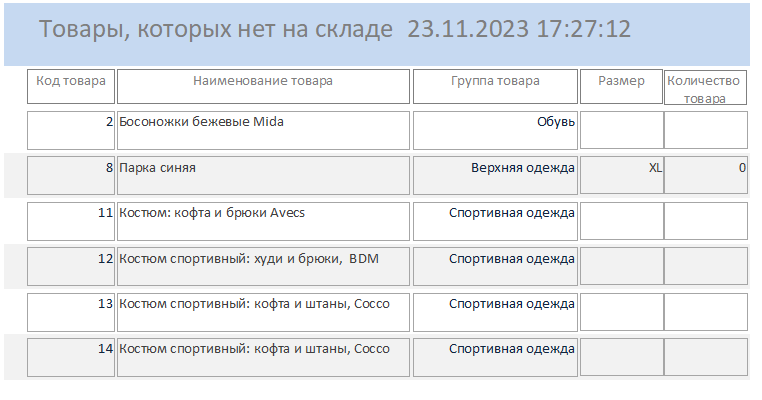 Товары, которых нет на складе 23.11.2023 17:27:12
Код товара Наименование товара Группа товара Размер Количество товара
2 Босоножки бежевые Mida Обувь
8 Парка синяя Верхняя одежда XL 0
11 Костюм: кофта и брюки Avecs Спортивная одежда
12 Костюм спортивный: худи и брюки, BDM Спортивная одежда
13 Костюм спортивный: кофта и штаны, Cocco Спортивная одежда
14 Костюм спортивный: кофта и штаны, Cocco Спортивная одежда